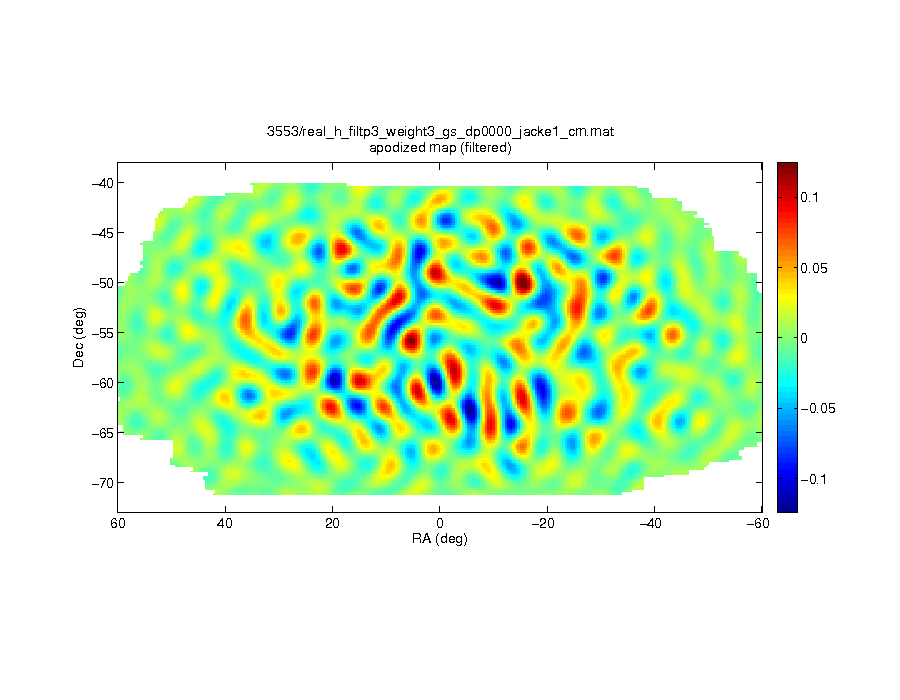 3553/real_h_filtp3_weight3_gs_dp0000_jacke1_cm.mat
apodized map (filtered)
−40
−45
−50
−55
−60
−65
−70
Dec (deg)
60 40 20 0 −20 −40 −60
RA (deg)
0.1
0.05
0
−0.05
−0.1